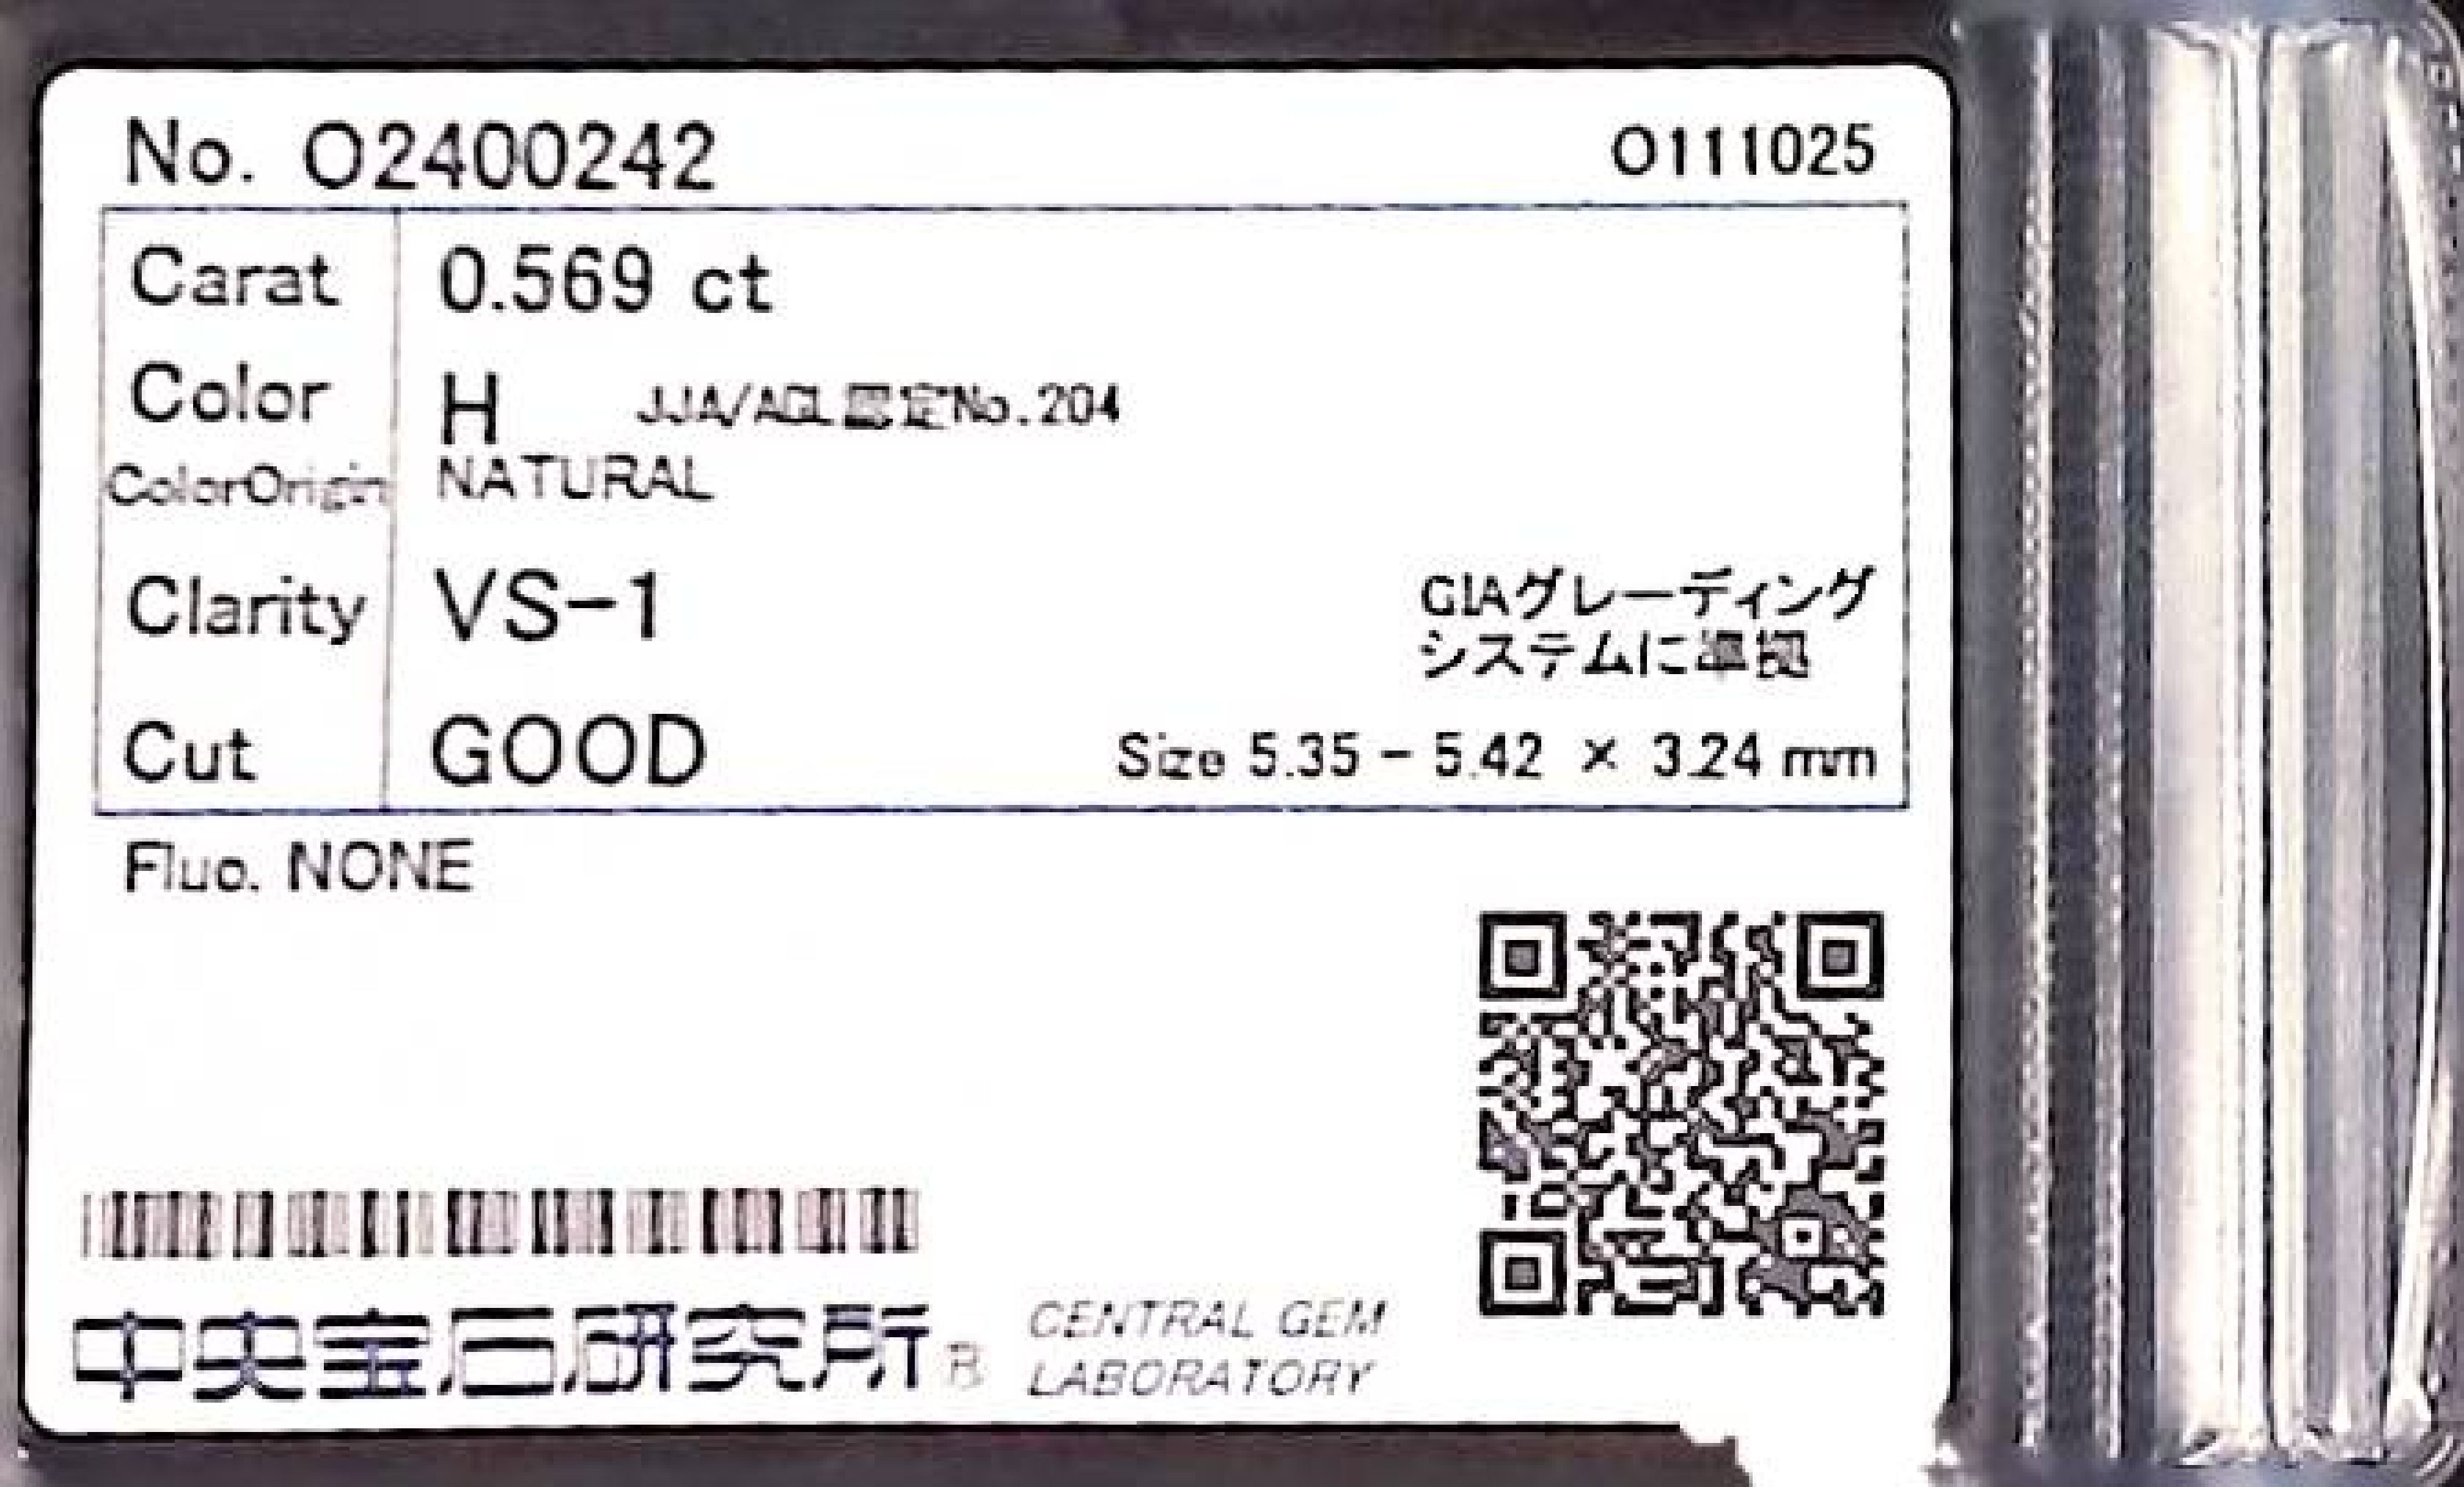 No. O2400242
O111025
Carat 0.569 ct
Color H JJA/AGL認定No.204
ColorOrigin NATURAL
Clarity VS-1
GIAグレーディング
システムに準拠
Cut GOOD
Size 5.35 - 5.42 × 3.24 mm
Fluo. NONE
中央宝石研究所 B
CENTRAL GEM
LABORATORY